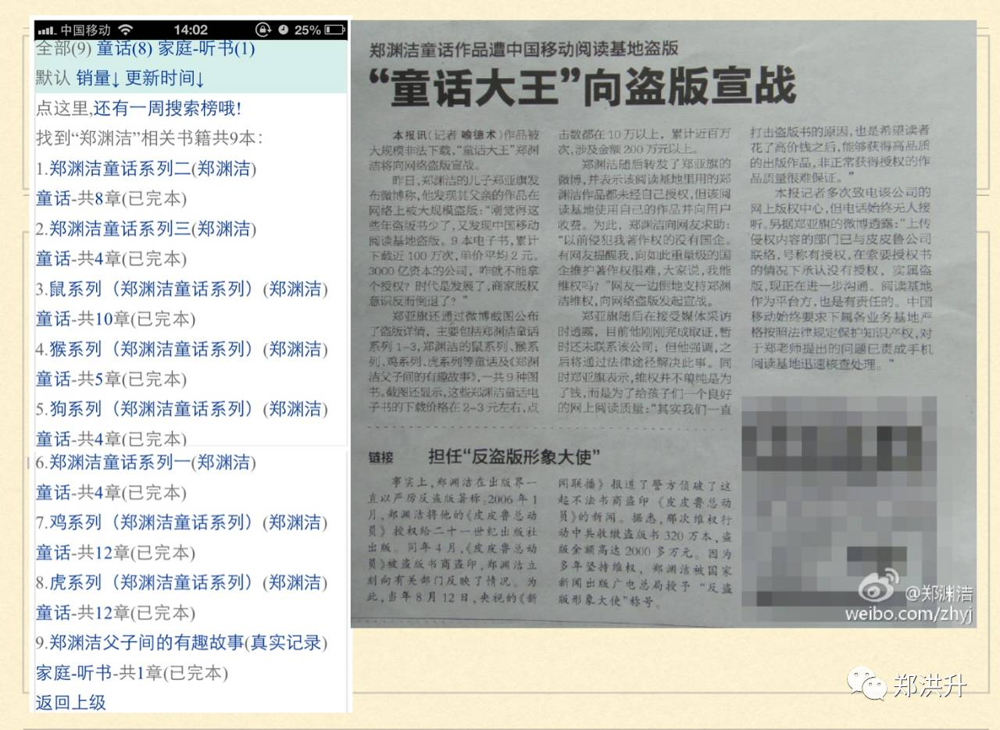 中国移动 14:02 25%
全部(9) 童话(8) 家庭-听书(1)
默认 销量↓ 更新时间↓
点这里,还有一周搜索榜哦!
找到“郑渊洁”相关书籍共9本:
1.郑渊洁童话系列二(郑渊洁)
童话-共8章(已完本)
2.郑渊洁童话系列三(郑渊洁)
童话-共4章(已完本)
3.鼠系列（郑渊洁童话系列）(郑渊洁)
童话-共10章(已完本)
4.猴系列（郑渊洁童话系列）(郑渊洁)
童话-共5章(已完本)
5.狗系列（郑渊洁童话系列）(郑渊洁)
童话-共4章(已完本)
6.郑渊洁童话系列一(郑渊洁)
童话-共4章(已完本)
7.鸡系列（郑渊洁童话系列）(郑渊洁)
童话-共12章(已完本)
8.虎系列（郑渊洁童话系列）(郑渊洁)
童话-共12章(已完本)
9.郑渊洁父子间的有趣故事(真实记录)
家庭-听书-共1章(已完本)
返回上级
郑渊洁童话作品遭中国移动阅读基地盗版
“童话大王”向盗版宣战
本报讯(记者 喻德术)作品被
大规模非法下载,“童话大王”郑渊
洁将向网络盗版宣战。
昨日,郑渊洁的儿子郑亚旗发
布微博称,他发现其父亲的作品在
网络上被大规模盗版:“刚觉得这
些年盗版书少了,又发现中国移动
阅读基地盗版。9本电子书,累计
下载近100万次,单价平均2元。
3000亿资本的公司，咋就不能拿
个授权？时代是发展了,商家版权
意识反而倒退了？”
郑亚旗还通过微博截图公布
了盗版详情，主要包括郑渊洁童话
系列1-3,郑渊洁的鼠系列、猴系
列、鸡系列、虎系列等童话及《郑渊
洁父子间的有趣故事》,一共9种图
书。截图还显示,这些郑渊洁童话电
子书的下载价格在2-3元左右,点
击数都在10万以上，累计近百万
次,涉及金额200万元以上。
郑渊洁随后转发了郑亚旗的
微博,并表示该阅读基地里用的郑
渊洁作品都未经自己授权,但该阅
读基地使用自己的作品并向用户
收费。为此，郑渊洁向网友求助:
“以前侵犯我著作权的没有国企。
有网友提醒我,向如此重量级的国
企维护著作权很难,大家说,我能
维权吗？”网友一边倒地支持郑渊
洁维权,向网络盗版发起宣战。
郑亚旗随后在接受媒体采访
时透露，目前他刚刚完成取证,暂
时还未联系该公司；但他强调,之
后将通过法律途径解决此事。同
时郑亚旗表示,维权并不单纯是为
了钱,而是为了给孩子们一个良好
的网上阅读质量:“其实我们一直
打击盗版书的原因,也是希望读者
花了高价钱之后,能够获得高品质
的出版作品,非正常获得授权的作
品质量很难保证。”
本报记者多次致电该公司的
网上版权中心,但电话始终无人接
听。另据郑亚旗的微博透露:“上传
侵权内容的部门已与皮皮鲁公司
联络,号称有授权,在索要授权书
的情况下承认没有授权，实属盗
版,现正在进一步沟通。阅读基地
作为平台方,也是有责任的。中国
移动始终要求下属各业务基地严
格按照法律规定保护知识产权,对
于郑老师提出的问题已责成手机
阅读基地迅速核查处理。”
链接 担任“反盗版形象大使”
事实上,郑渊洁在出版界一
直以严厉反盗版著称。2006年1
月,郑渊洁将他的《皮皮鲁总动
员》授权给二十一世纪出版社
出版。同年4月,《皮皮鲁总动
员》被盗版书商盗印,郑渊洁立
刻向有关部门反映了情况。为
此,当年8月12日,央视的《新
闻联播》报道了警方侦破了这
起不法书商盗印《皮皮鲁总动
员》的新闻。据悉,那次维权行
动中共收缴盗版书320万本,盗
版金额高达2000多万元。因为
多年坚持维权，郑渊洁被国家
新闻出版广电总局授予“反盗
版形象大使”称号。
@郑渊洁
weibo.com/zhyj
郑洪升